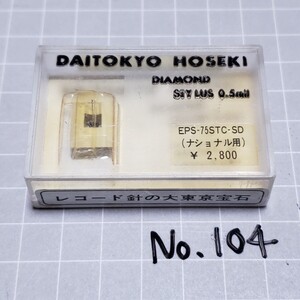 DAITOKYO HOSEKI
DIAMOND
STYLUS 0.5mil
EPS-75STC-SD
(ナショナル用)
¥ 2,800
レコード針の大東京宝石
No.104